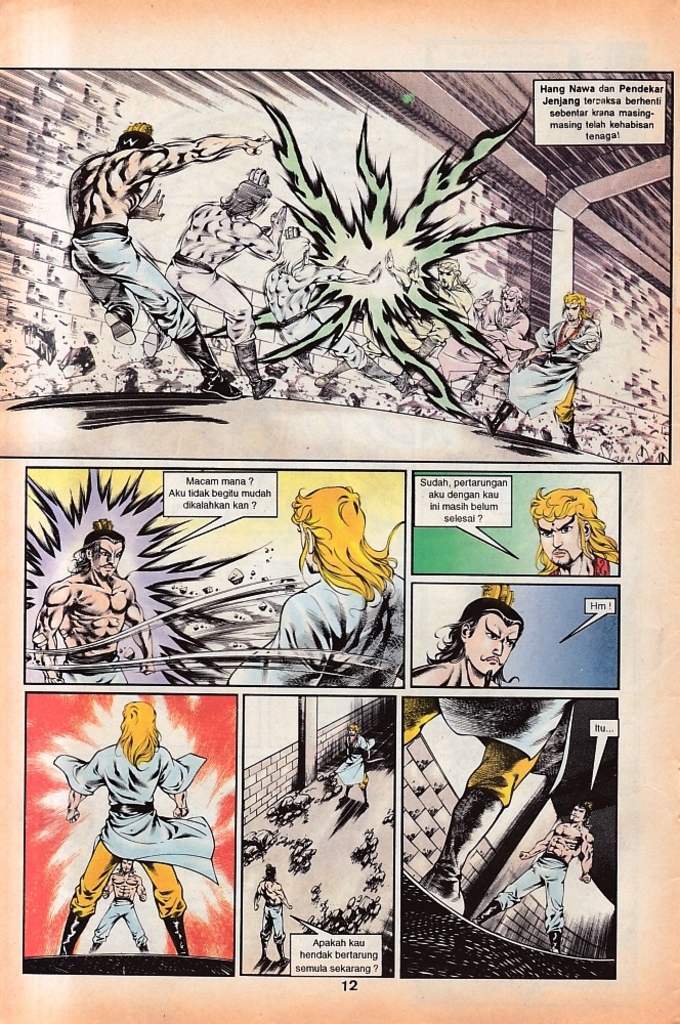 Hang Nawa dan Pendekar
Jenjang terpaksa berhenti
sebentar krana masing-
masing telah kehabisan
tenaga!
Macam mana ?
Aku tidak begitu mudah
dikalahkan kan ?
Sudah, pertarungan
aku dengan kau
ini masih belum
selesai ?
Hm !
Apakah kau
hendak bertarung
semula sekarang ?
Itu...
12